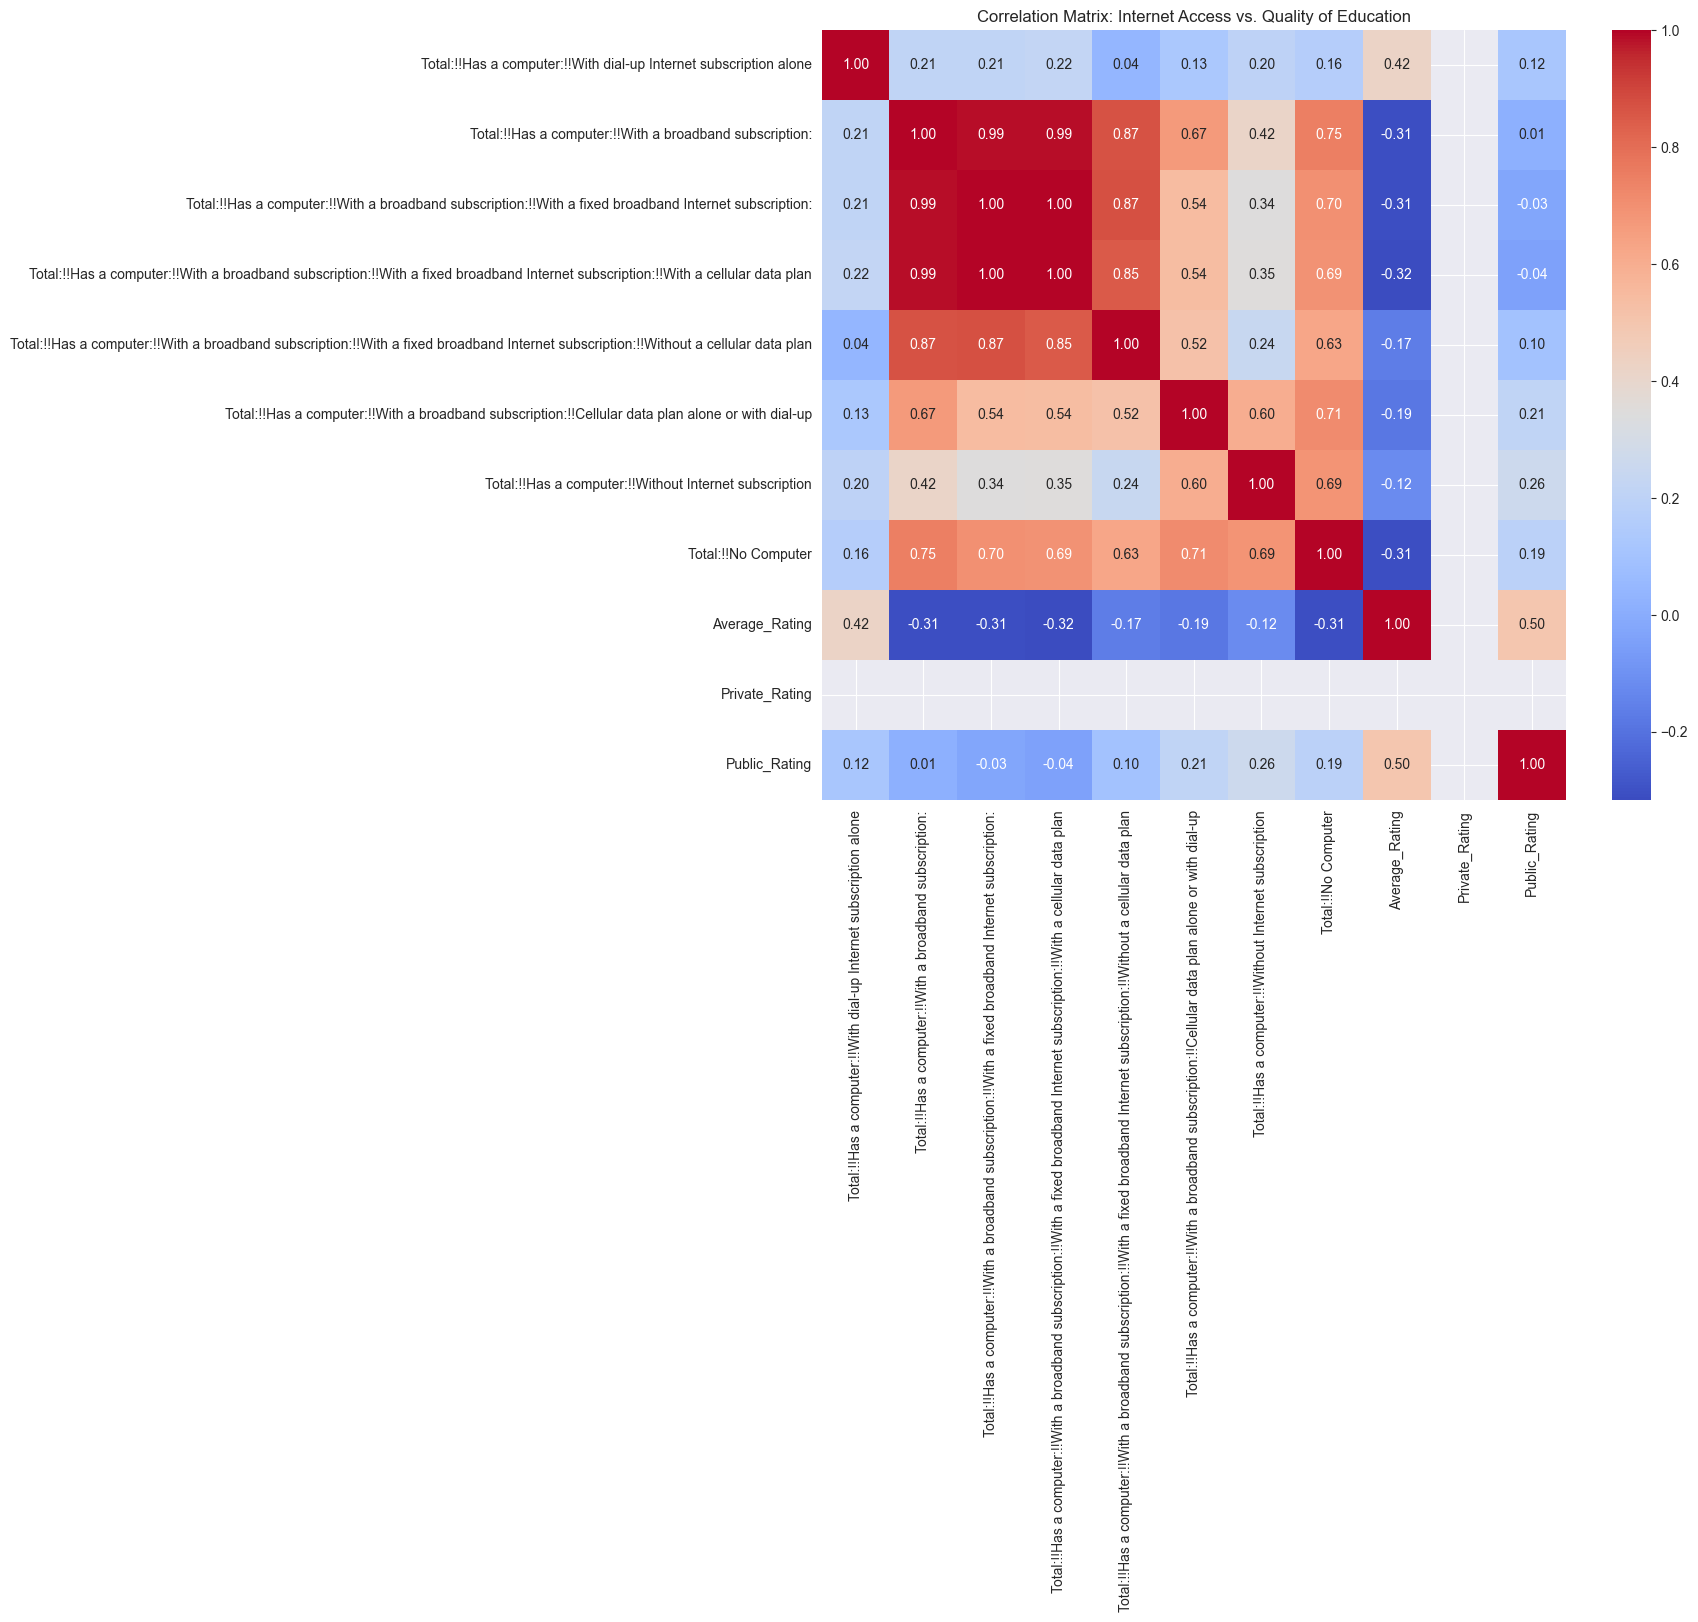 Correlation Matrix: Internet Access vs. Quality of Education
Total:!!Has a computer:!!With dial-up Internet subscription alone
1.00 0.21 0.21 0.22 0.04 0.13 0.20 0.16 0.42 0.12
Total:!!Has a computer:!!With a broadband subscription:
0.21 1.00 0.99 0.99 0.87 0.67 0.42 0.75 -0.31 0.01
Total:!!Has a computer:!!With a broadband subscription:!!With a fixed broadband Internet subscription:
0.21 0.99 1.00 1.00 0.87 0.54 0.34 0.70 -0.31 -0.03
Total:!!Has a computer:!!With a broadband subscription:!!With a fixed broadband Internet subscription:!!With a cellular data plan
0.22 0.99 1.00 1.00 0.85 0.54 0.35 0.69 -0.32 -0.04
Total:!!Has a computer:!!With a broadband subscription:!!With a fixed broadband Internet subscription:!!Without a cellular data plan
0.04 0.87 0.87 0.85 1.00 0.52 0.24 0.63 -0.17 0.10
Total:!!Has a computer:!!With a broadband subscription:!!Cellular data plan alone or with dial-up
0.13 0.67 0.54 0.54 0.52 1.00 0.60 0.71 -0.19 0.21
Total:!!Has a computer:!!Without Internet subscription
0.20 0.42 0.34 0.35 0.24 0.60 1.00 0.69 -0.12 0.26
Total:!!No Computer
0.16 0.75 0.70 0.69 0.63 0.71 0.69 1.00 -0.31 0.19
Average_Rating
0.42 -0.31 -0.31 -0.32 -0.17 -0.19 -0.12 -0.31 1.00 0.50
Private_Rating
Public_Rating
0.12 0.01 -0.03 -0.04 0.10 0.21 0.26 0.19 0.50 1.00
Total:!!Has a computer:!!With dial-up Internet subscription alone
Total:!!Has a computer:!!With a broadband subscription:
Total:!!Has a computer:!!With a broadband subscription:!!With a fixed broadband Internet subscription:
Total:!!Has a computer:!!With a broadband subscription:!!With a fixed broadband Internet subscription:!!With a cellular data plan
Total:!!Has a computer:!!With a broadband subscription:!!With a fixed broadband Internet subscription:!!Without a cellular data plan
Total:!!Has a computer:!!With a broadband subscription:!!Cellular data plan alone or with dial-up
Total:!!Has a computer:!!Without Internet subscription
Total:!!No Computer
Average_Rating
Private_Rating
Public_Rating
1.0
0.8
0.6
0.4
0.2
0.0
−0.2